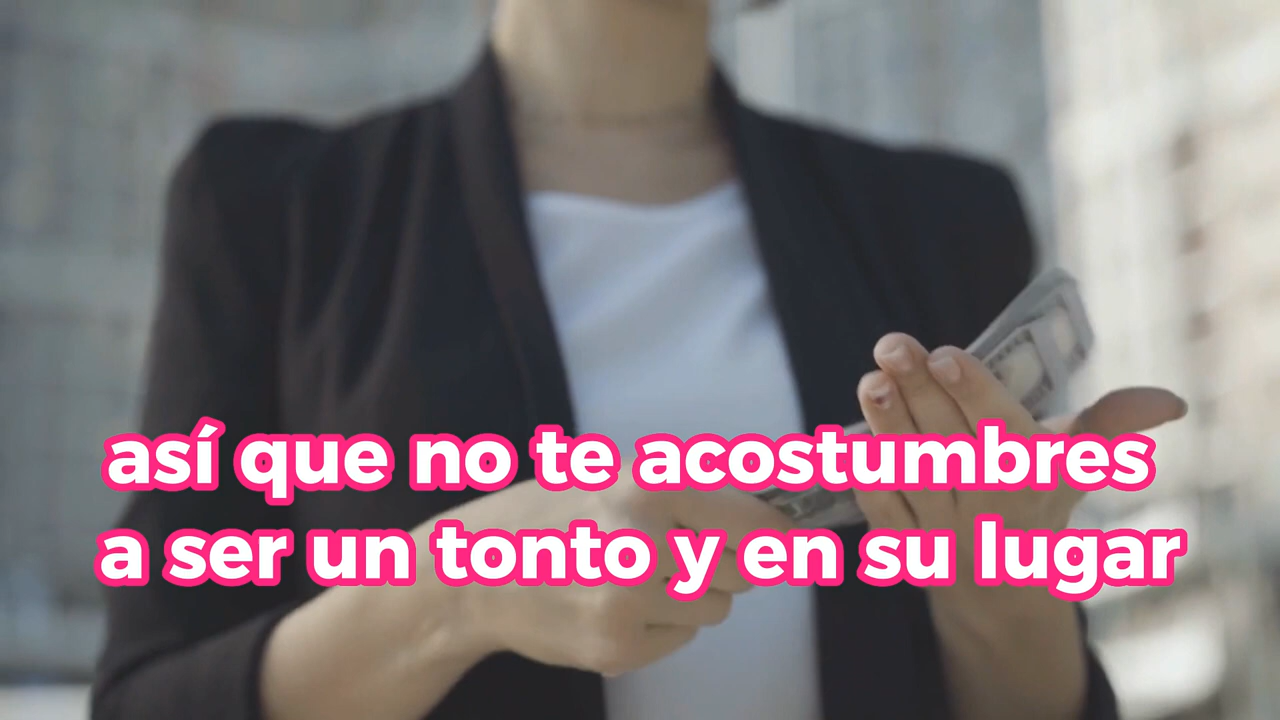 así que no te acostumbres
a ser un tonto y en su lugar